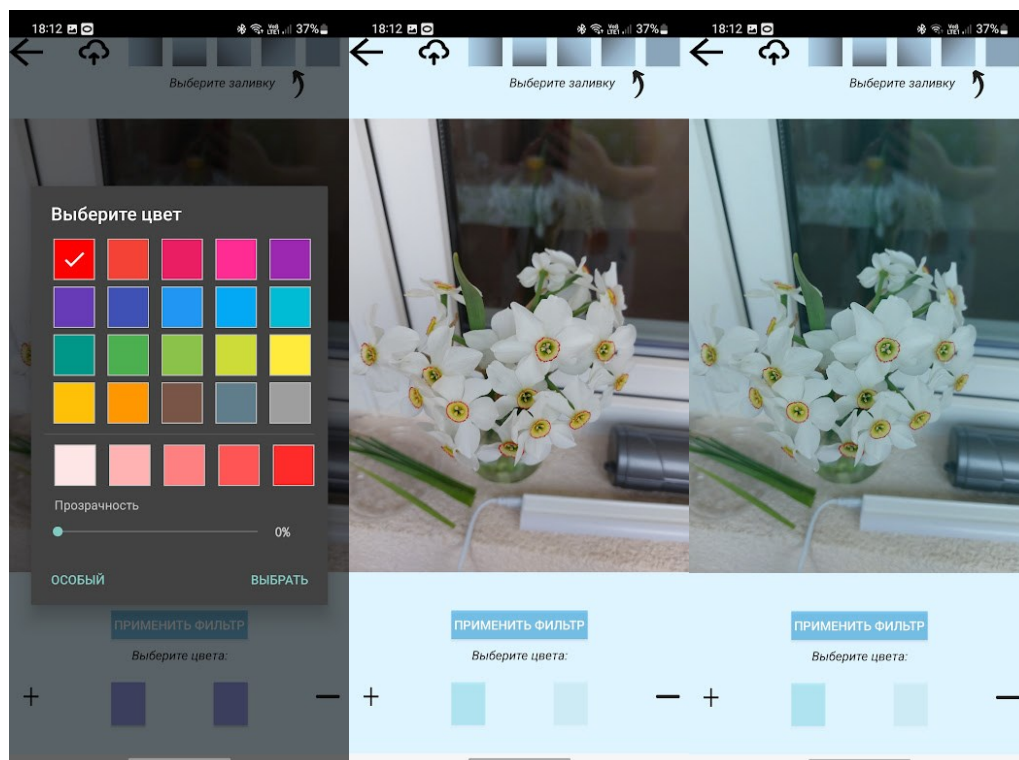 18:12
37%
Выберите заливку
Выберите цвет
Прозрачность
0%
ОСОБЫЙ
ВЫБРАТЬ
ПРИМЕНИТЬ ФИЛЬТР
Выберите цвета:
18:12
37%
Выберите заливку
ПРИМЕНИТЬ ФИЛЬТР
Выберите цвета:
18:12
37%
Выберите заливку
ПРИМЕНИТЬ ФИЛЬТР
Выберите цвета: